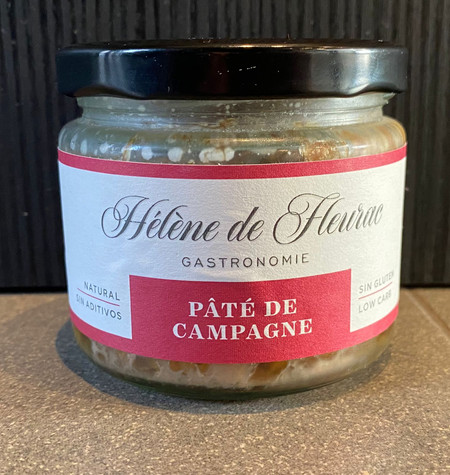 Hélène de Fleurac
GASTRONOMIE
NATURAL
SIN ADITIVOS
PÂTÉ DE
CAMPAGNE
SIN GLUTEN
LOW CARB